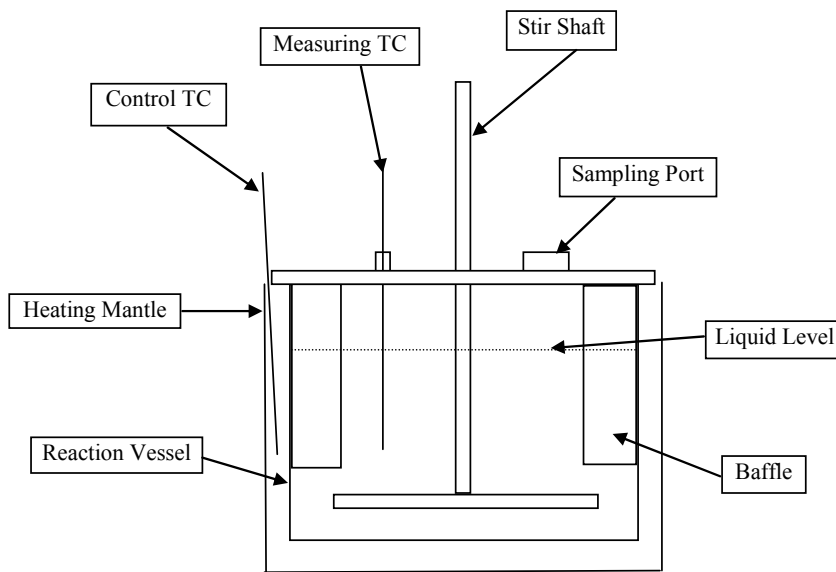 Stir Shaft
Measuring TC
Control TC
Sampling Port
Heating Mantle
Liquid Level
Reaction Vessel
Baffle